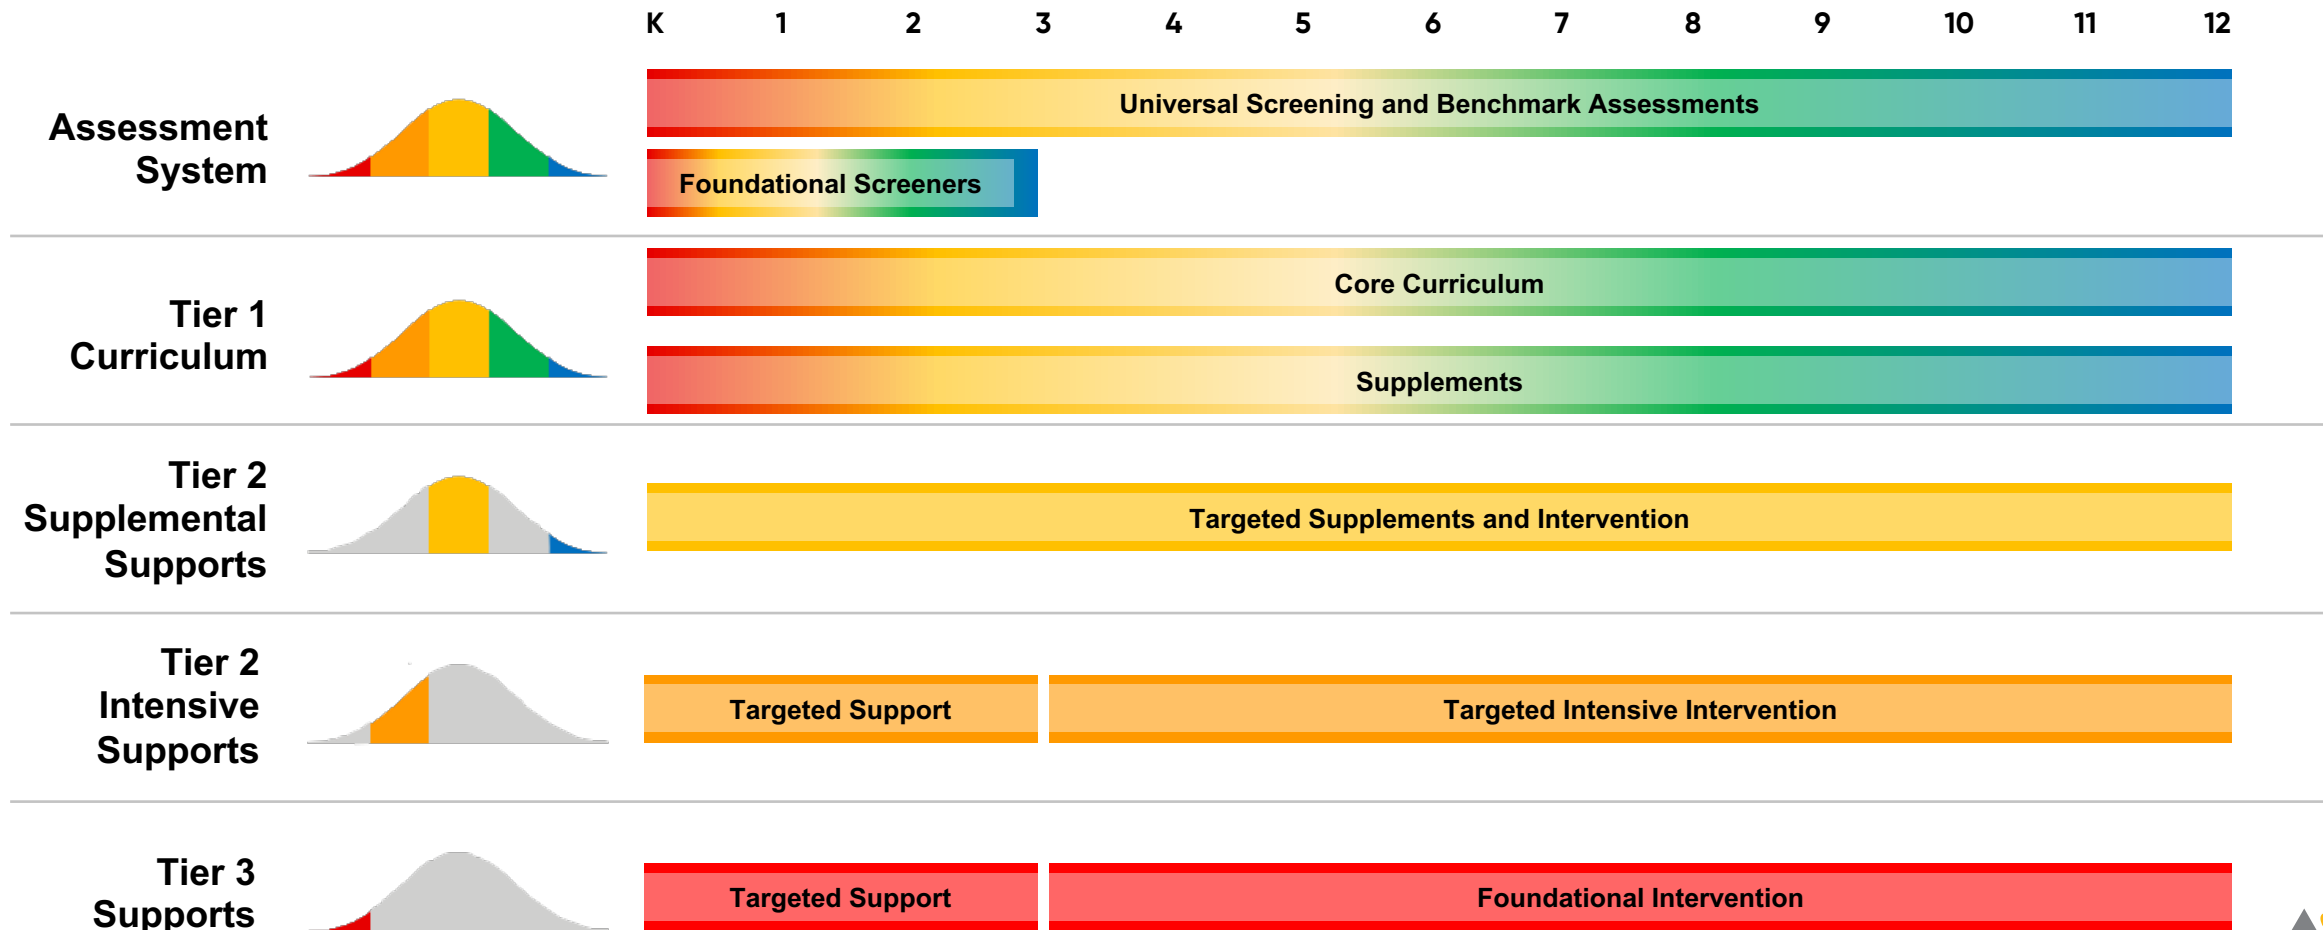 K 1 2 3 4 5 6 7 8 9 10 11 12
Assessment
System
Universal Screening and Benchmark Assessments
Foundational Screeners
Tier 1
Curriculum
Core Curriculum
Supplements
Tier 2
Supplemental
Supports
Targeted Supplements and Intervention
Tier 2
Intensive
Supports
Targeted Support
Targeted Intensive Intervention
Tier 3
Supports
Targeted Support
Foundational Intervention